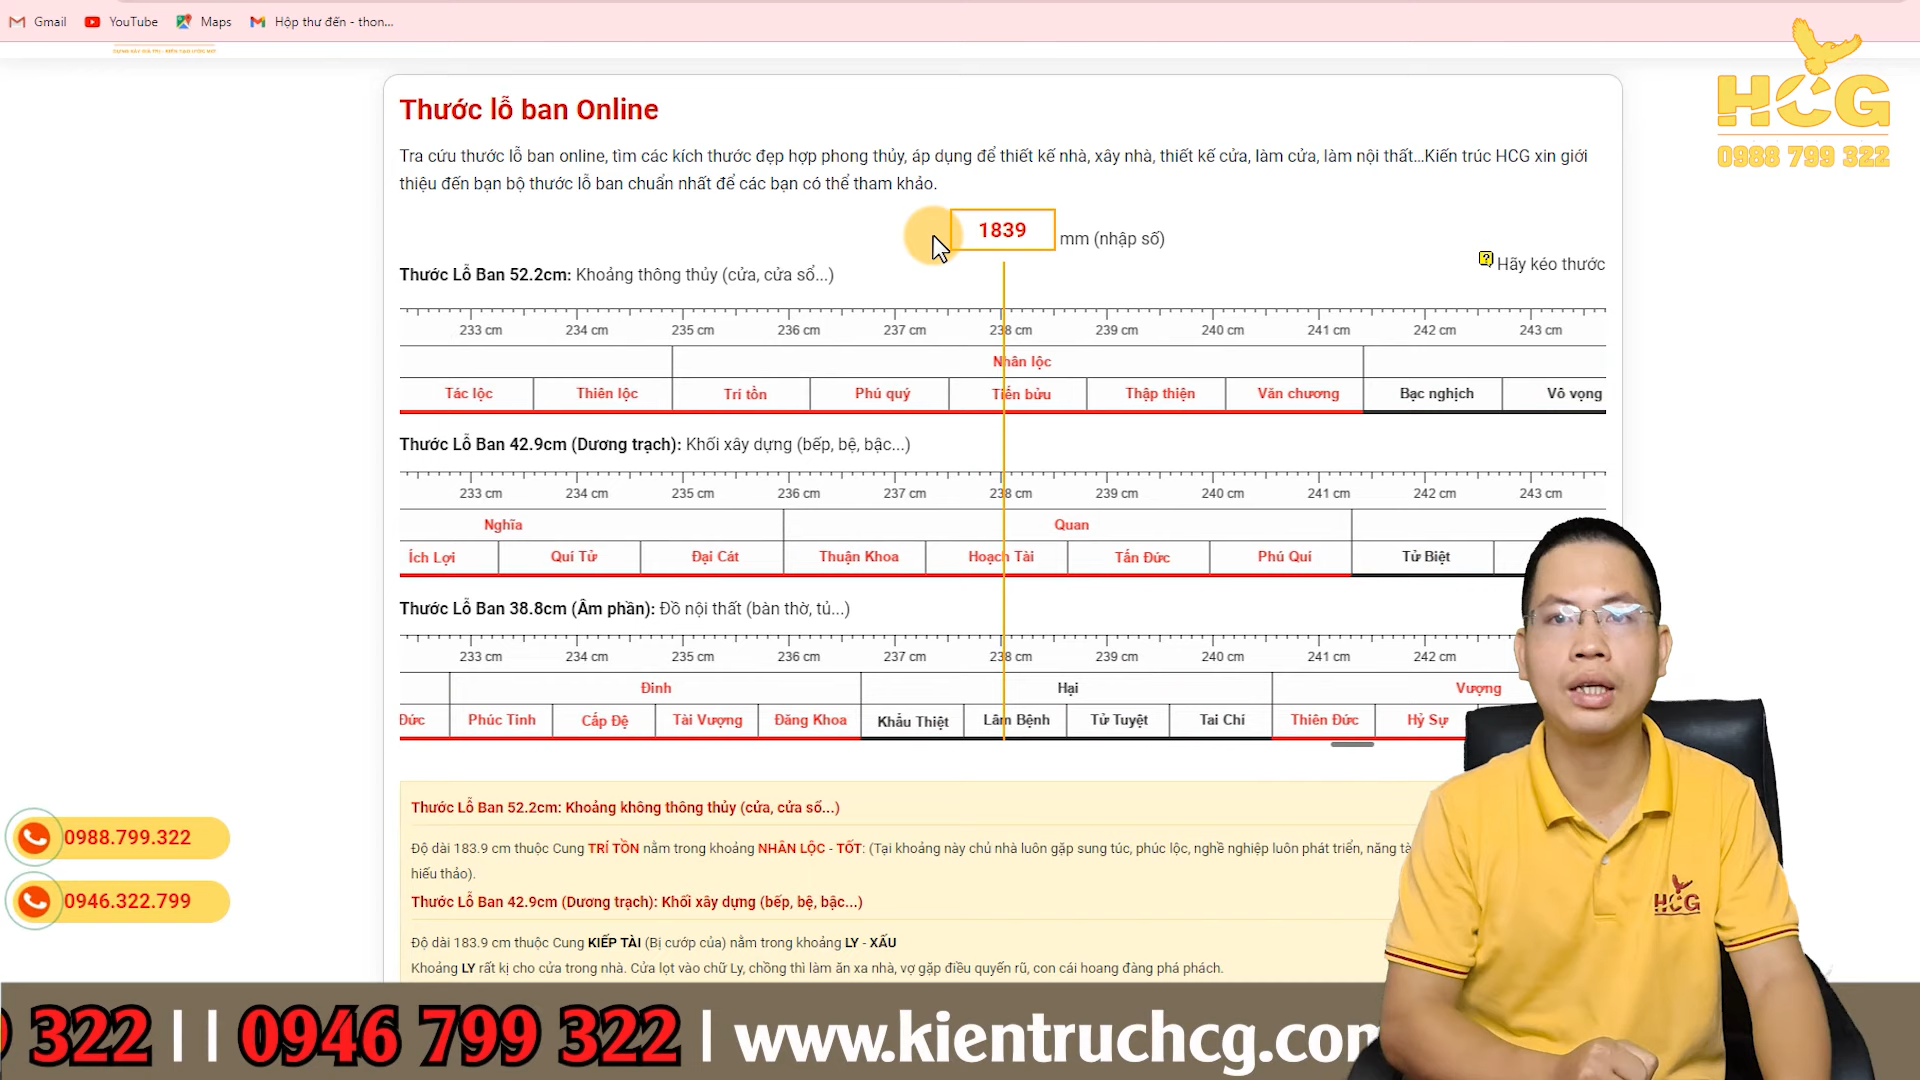 Gmail YouTube Maps Hộp thư đến - thon...
HCG
0988 799 322
Thước lỗ ban Online
Tra cứu thước lỗ ban online, tìm các kích thước đẹp hợp phong thủy, áp dụng để thiết kế nhà, xây nhà, thiết kế cửa, làm cửa, làm nội thất...Kiến trúc HCG xin giới
thiệu đến bạn bộ thước lỗ ban chuẩn nhất để các bạn có thể tham khảo.
1839 mm (nhập số)
Hãy kéo thước
Thước Lỗ Ban 52.2cm: Khoảng thông thủy (cửa, cửa sổ...)
233 cm 234 cm 235 cm 236 cm 237 cm 238 cm 239 cm 240 cm 241 cm 242 cm 243 cm
Nhân lộc
Tác lộc Thiên lộc Trí tồn Phú quý Tiến bửu Thập thiện Văn chương Bạc nghịch Vô vọng
Thước Lỗ Ban 42.9cm (Dương trạch): Khối xây dựng (bếp, bệ, bậc...)
233 cm 234 cm 235 cm 236 cm 237 cm 238 cm 239 cm 240 cm 241 cm 242 cm 243 cm
Nghĩa Quan
Ích Lợi Quí Tử Đại Cát Thuận Khoa Hoạch Tài Tấn Đức Phú Quí Tử Biệt
Thước Lỗ Ban 38.8cm (Âm phần): Đồ nội thất (bàn thờ, tủ...)
233 cm 234 cm 235 cm 236 cm 237 cm 238 cm 239 cm 240 cm 241 cm 242 cm
Đinh Hại Vượng
Đức Phúc Tinh Cấp Đệ Tài Vượng Đăng Khoa Khẩu Thiệt Lâm Bệnh Tử Tuyệt Tai Chí Thiên Đức Hỷ Sự
Thước Lỗ Ban 52.2cm: Khoảng không thông thủy (cửa, cửa sổ...)
Độ dài 183.9 cm thuộc Cung TRÍ TỒN nằm trong khoảng NHÂN LỘC - TỐT: (Tại khoảng này chủ nhà luôn gặp sung túc, phúc lộc, nghề nghiệp luôn phát triển, năng
hiếu thảo).
Thước Lỗ Ban 42.9cm (Dương trạch): Khối xây dựng (bếp, bệ, bậc...)
Độ dài 183.9 cm thuộc Cung KIẾP TÀI (Bị cướp của) nằm trong khoảng LY - XẤU
Khoảng LY rất kị cho cửa trong nhà. Cửa lọt vào chữ Ly, chồng thì làm ăn xa nhà, vợ gặp điều quyến rũ, con cái hoang đàng phá phách.
0988.799.322
0946.322.799
HCG
322 || 0946 799 322 | www.kientruchcg.com